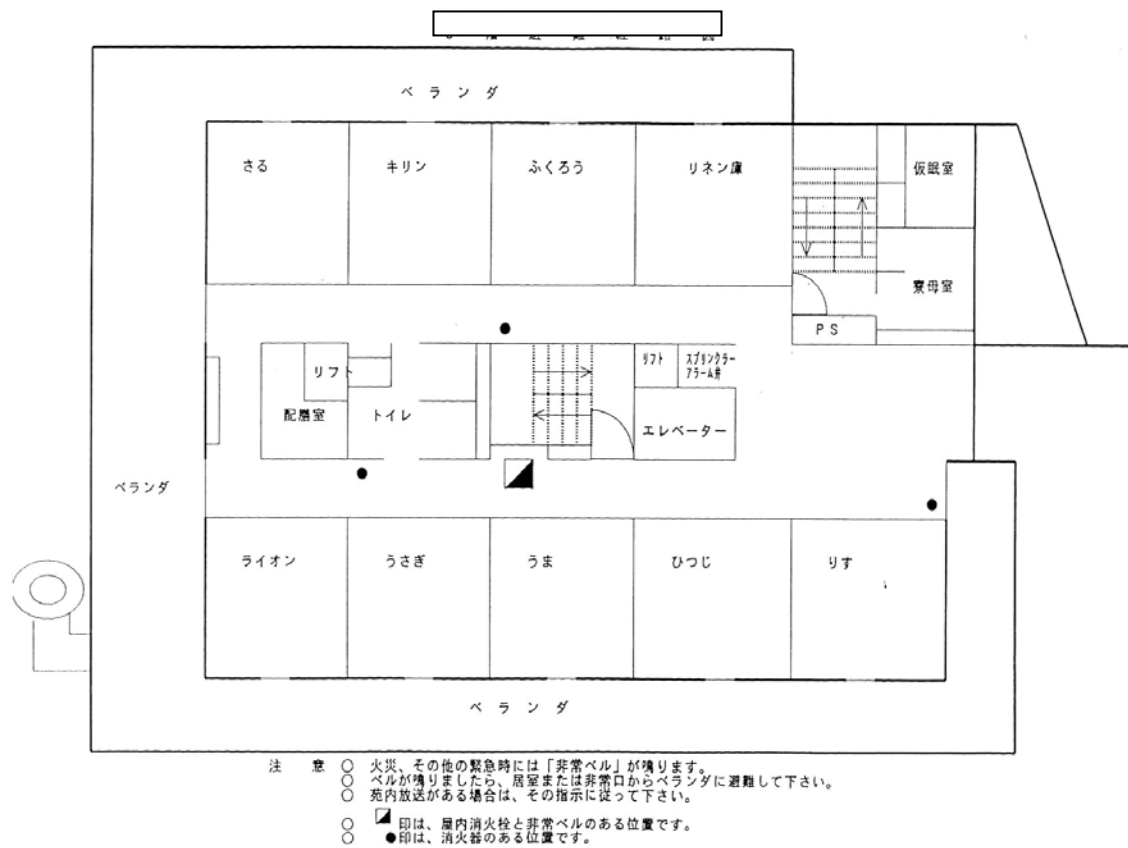 ベランダ
さる
キリン
ふくろう
リネン庫
仮眠室
寮母室
PS
リフト
配膳室
トイレ
リフト
スプリンクラー
アラーム弁
エレベーター
ベランダ
ライオン
うさぎ
うま
ひつじ
りす
ベランダ
注 意 ○ 火災、その他の緊急時には「非常ベル」が鳴ります。
○ ベルが鳴りましたら、居室または非常口からベランダに避難して下さい。
○ 苑内放送がある場合は、その指示に従って下さい。
○ 印は、屋内消火栓と非常ベルのある位置です。
○ ●印は、消火器のある位置です。